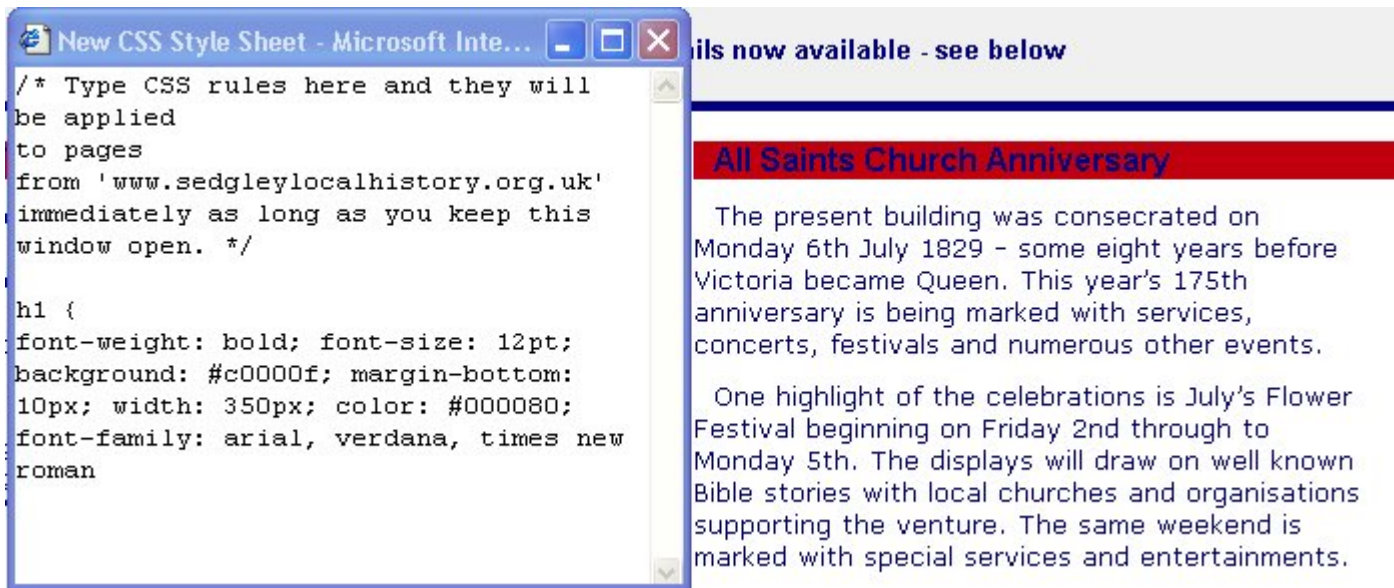 New CSS Style Sheet - Microsoft Inte...
/* Type CSS rules here and they will
be applied
to pages
from 'www.sedgleylocalhistory.org.uk'
immediately as long as you keep this
window open. */
h1 {
font-weight: bold; font-size: 12pt;
background: #c0000f; margin-bottom:
10px; width: 350px; color: #000080;
font-family: arial, verdana, times new
roman
ils now available - see below
All Saints Church Anniversary
The present building was consecrated on
Monday 6th July 1829 – some eight years before
Victoria became Queen. This year's 175th
anniversary is being marked with services,
concerts, festivals and numerous other events.
One highlight of the celebrations is July's Flower
Festival beginning on Friday 2nd through to
Monday 5th. The displays will draw on well known
Bible stories with local churches and organisations
supporting the venture. The same weekend is
marked with special services and entertainments.